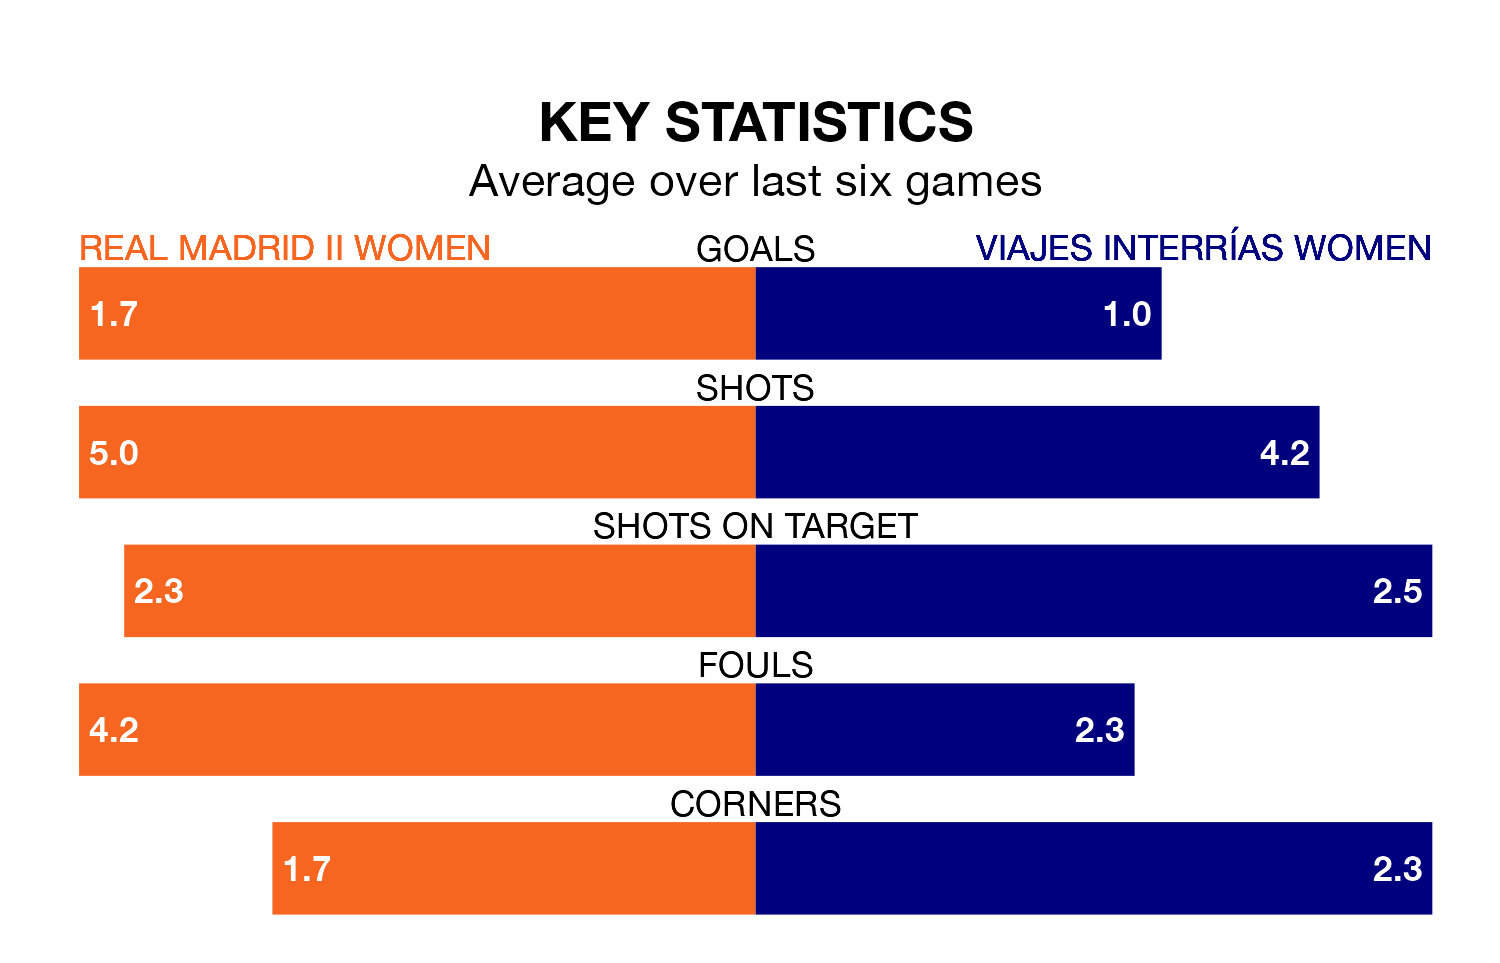 KEY STATISTICS
Average over last six games
REAL MADRID II WOMEN GOALS VIAJES INTERRÍAS WOMEN
1.7 1.0
SHOTS
5.0 4.2
SHOTS ON TARGET
2.3 2.5
FOULS
4.2 2.3
CORNERS
1.7 2.3